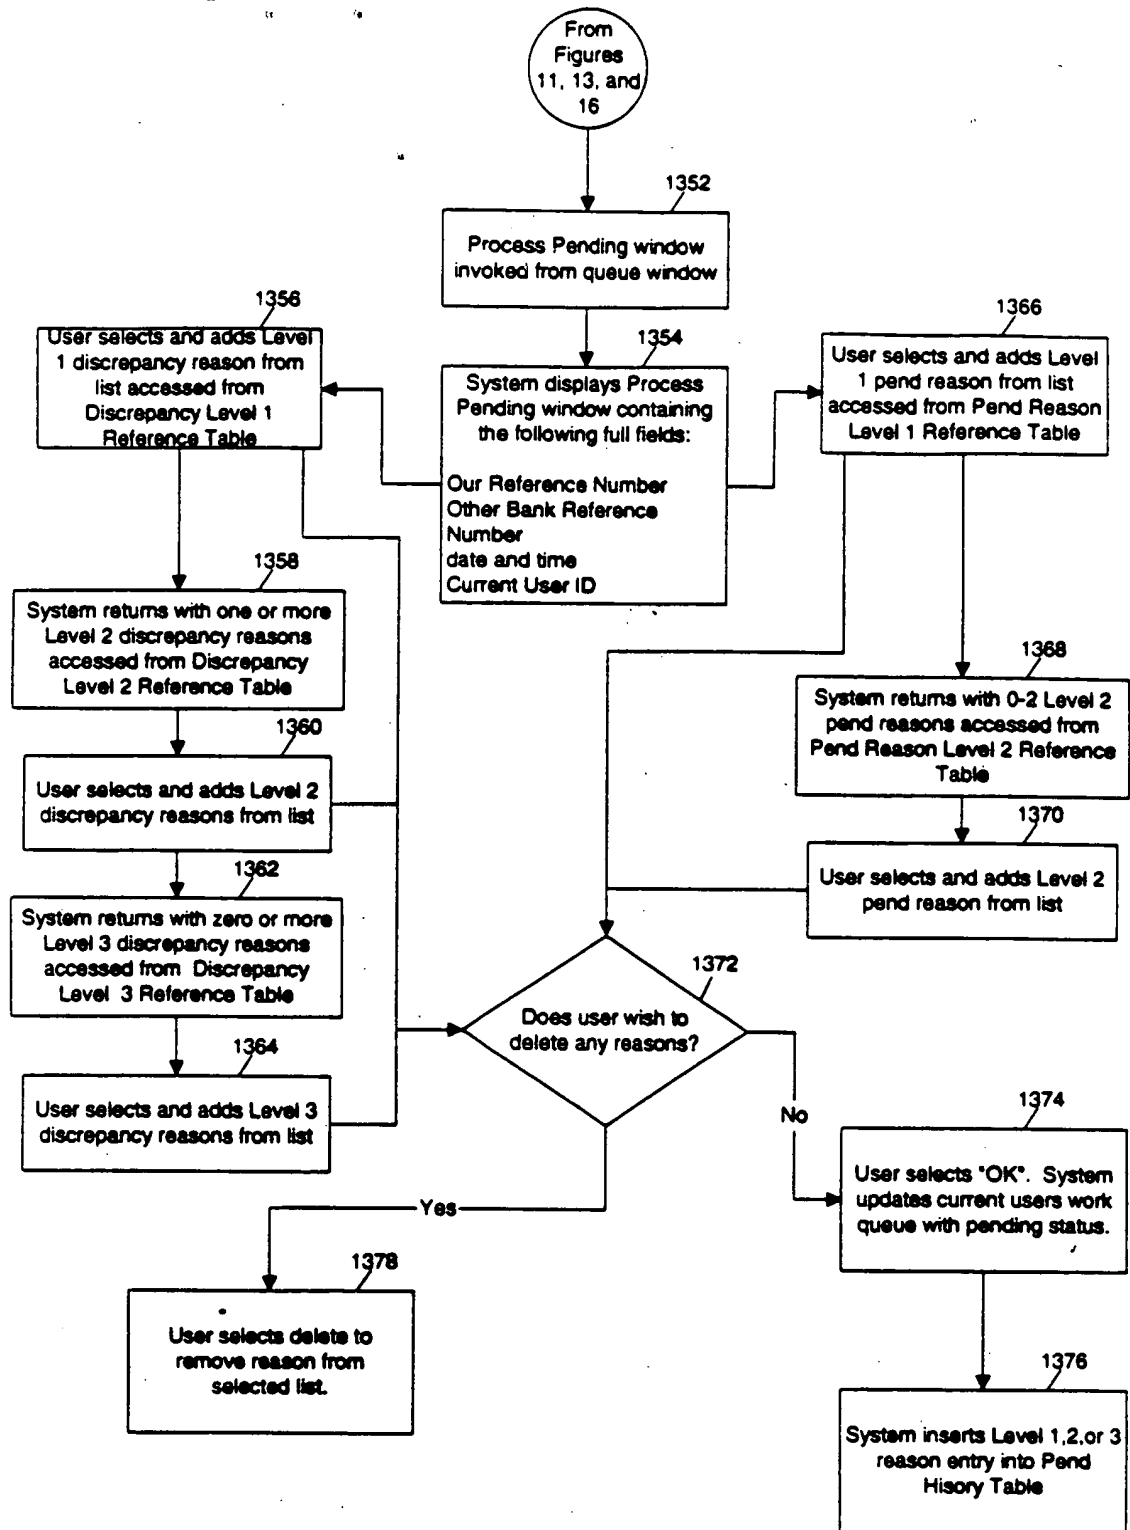 From
Figures
11, 13, and
16
1352
Process Pending window
invoked from queue window
1356
User selects and adds Level
1 discrepancy reason from
list accessed from
Discrepancy Level 1
Reference Table
1354
System displays Process
Pending window containing
the following full fields:
Our Reference Number
Other Bank Reference
Number
date and time
Current User ID
1366
User selects and adds Level
1 pend reason from list
accessed from Pend Reason
Level 1 Reference Table
1358
System returns with one or more
Level 2 discrepancy reasons
accessed from Discrepancy
Level 2 Reference Table
1360
User selects and adds Level 2
discrepancy reasons from list
1362
System returns with zero or more
Level 3 discrepancy reasons
accessed from Discrepancy
Level 3 Reference Table
1364
User selects and adds Level 3
discrepancy reasons from list
1368
System returns with 0-2 Level 2
pend reasons accessed from
Pend Reason Level 2 Reference
Table
1370
User selects and adds Level 2
pend reason from list
1372
Does user wish to
delete any reasons?
No
Yes
1374
User selects "OK". System
updates current users work
queue with pending status.
1378
User selects delete to
remove reason from
selected list.
1376
System inserts Level 1,2,or 3
reason entry into Pend
Hisory Table